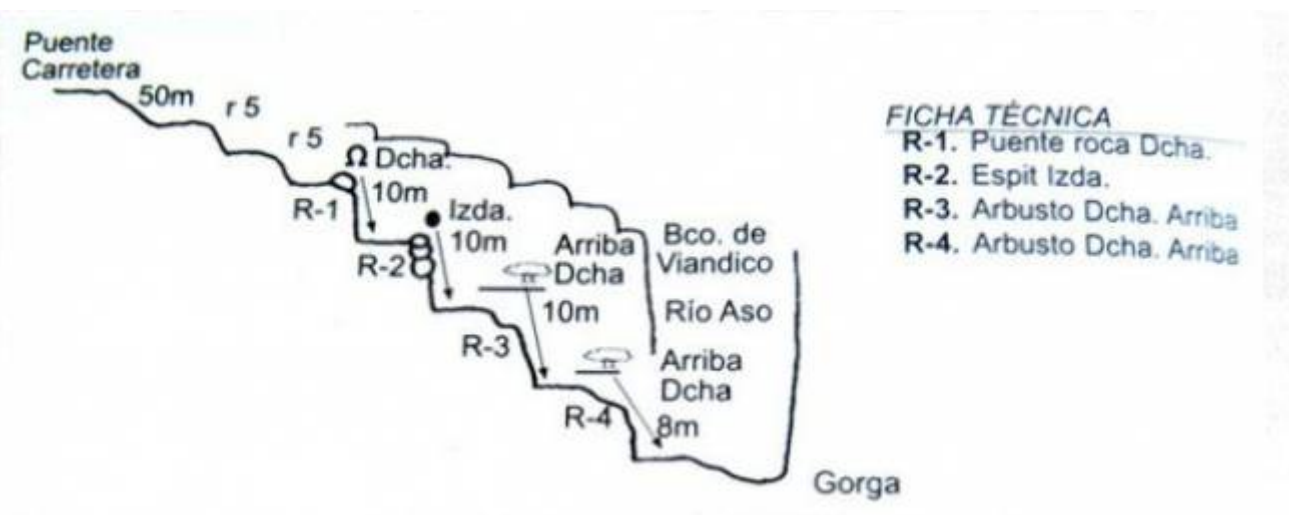 Puente
Carretera
50m
r 5
r 5
Ω Dcha.
10m
R-1
Izda.
10m
R-2
Arriba
Dcha
10m
R-3
Bco. de
Viandico
Río Aso
Arriba
Dcha
8m
R-4
Gorga
FICHA TÉCNICA
R-1. Puente roca Dcha.
R-2. Espit Izda.
R-3. Arbusto Dcha. Arriba
R-4. Arbusto Dcha. Arriba